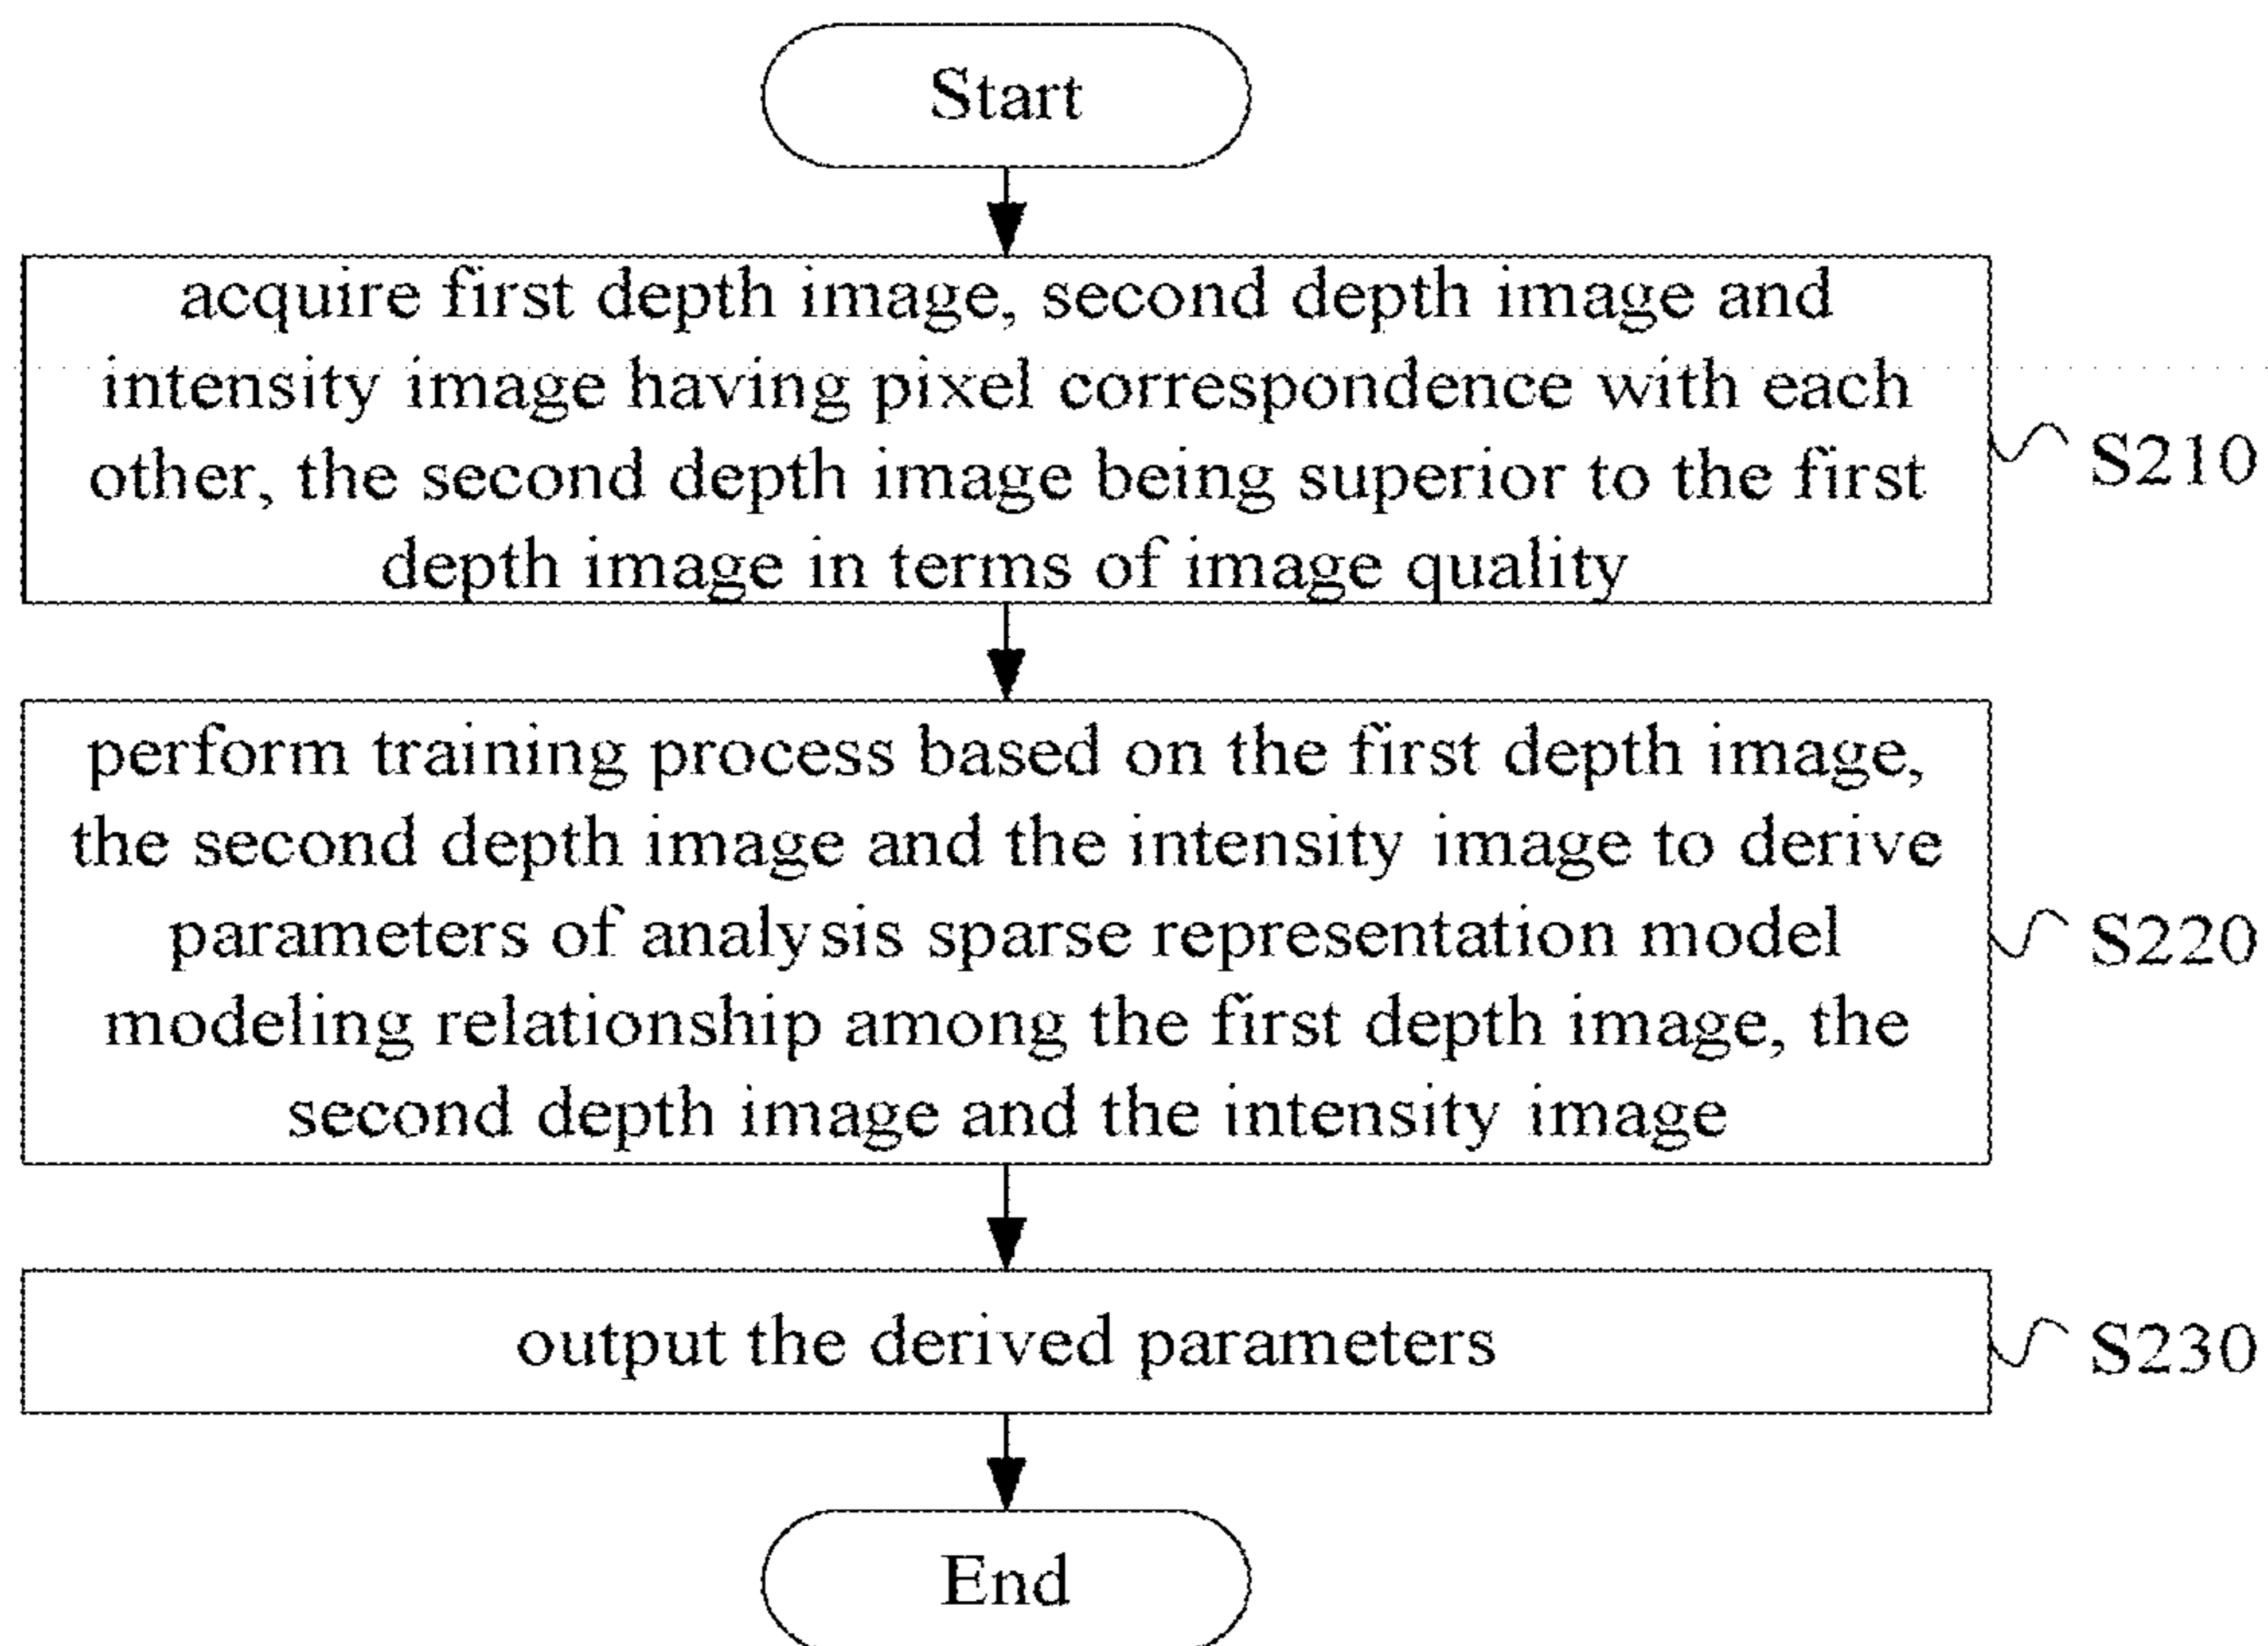 Start
acquire first depth image, second depth image and
intensity image having pixel correspondence with each
other, the second depth image being superior to the first
depth image in terms of image quality
S210
perform training process based on the first depth image,
the second depth image and the intensity image to derive
parameters of analysis sparse representation model
modeling relationship among the first depth image, the
second depth image and the intensity image
S220
output the derived parameters
S230
End